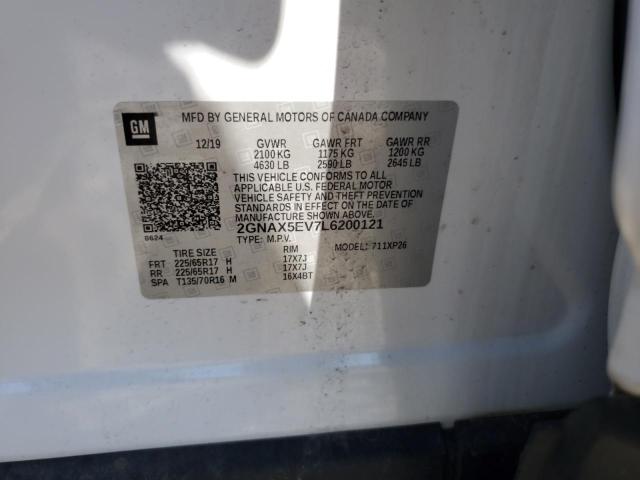 GM
MFD BY GENERAL MOTORS OF CANADA COMPANY
12/19 GVWR GAWR FRT GAWR RR
2100 KG 1175 KG 1200 KG
4630 LB 2590 LB 2645 LB
THIS VEHICLE CONFORMS TO ALL
APPLICABLE U.S. FEDERAL MOTOR
VEHICLE SAFETY AND THEFT PREVENTION
STANDARDS IN EFFECT ON THE DATE OF
MANUFACTURE SHOWN ABOVE.
8624 2GNAX5EV7L6200121
TYPE: M.P.V. MODEL: 711XP26
TIRE SIZE RIM
FRT 225/65R17 H 17X7J
RR 225/65R17 H 17X7J
SPA T135/70R16 M 16X4BT